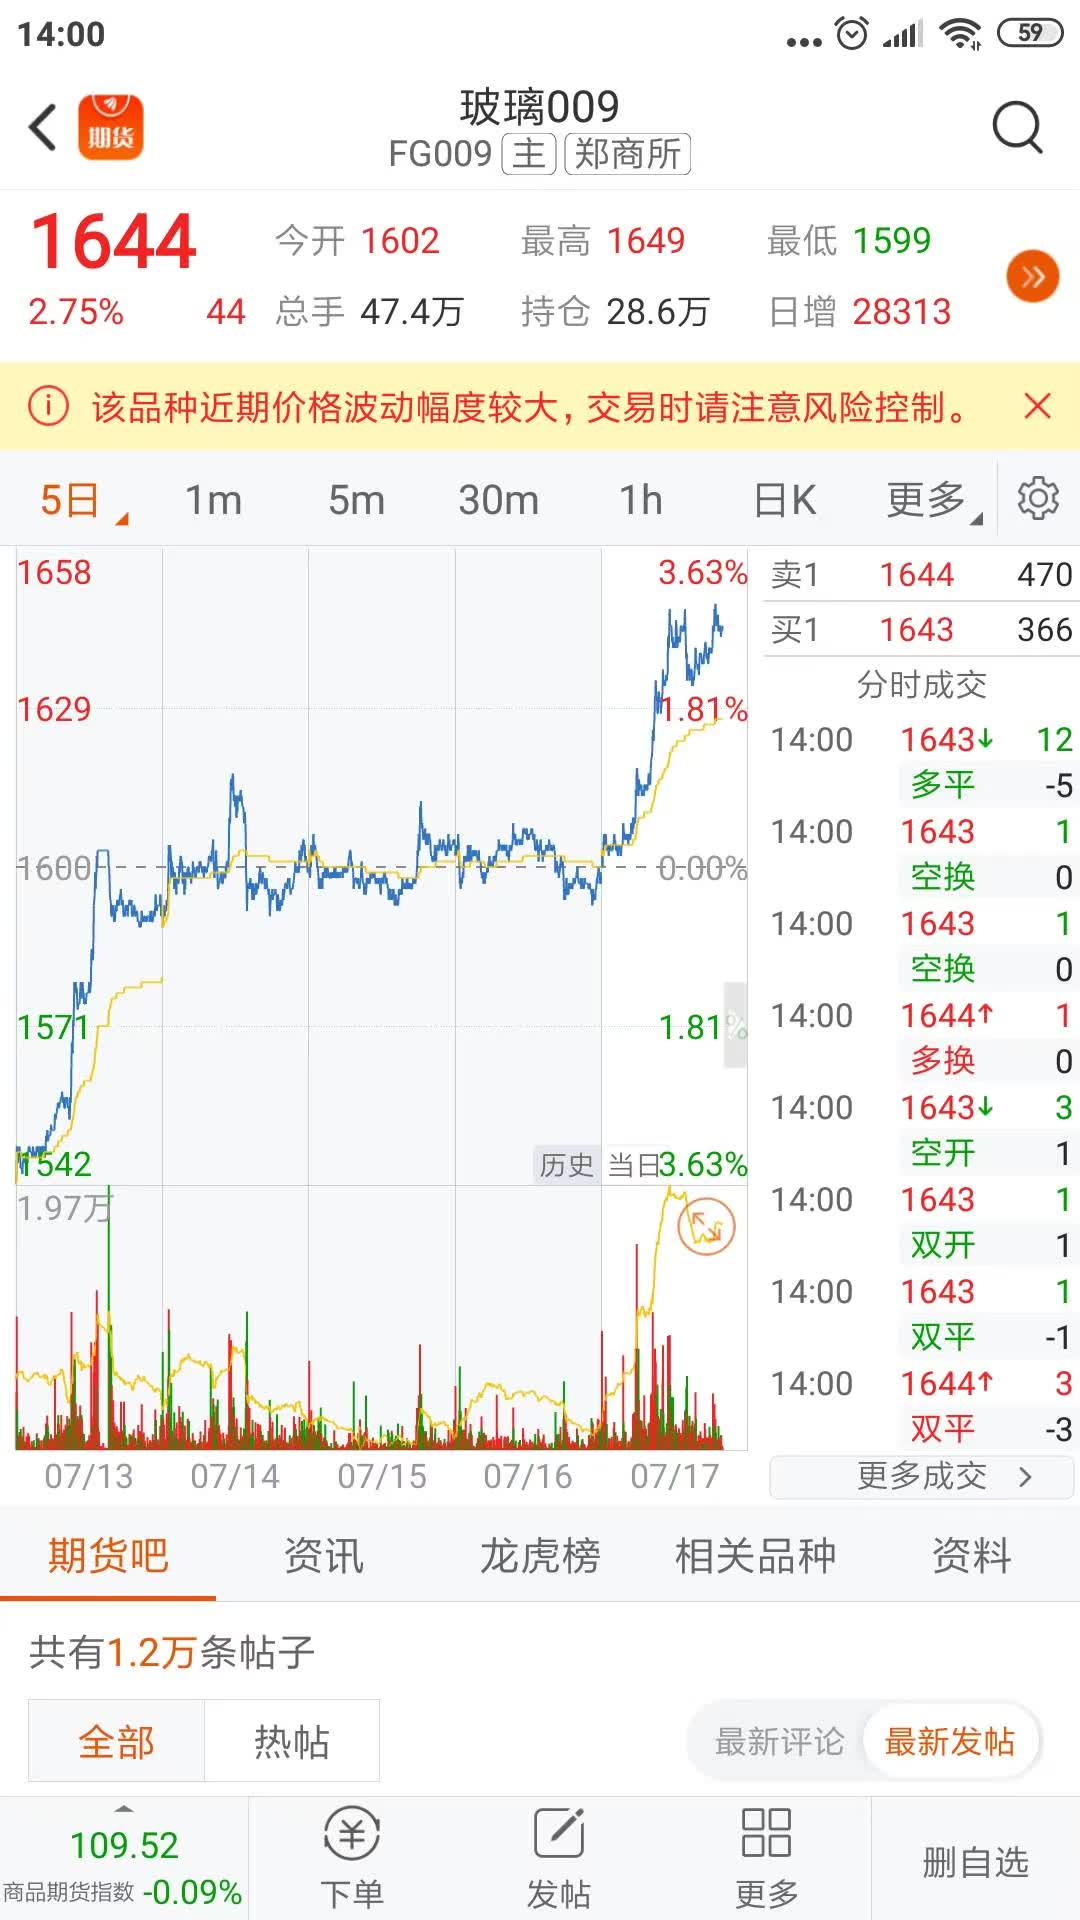 14:00 59
期货
玻璃009
FG009 主 郑商所
1644 今开 1602 最高 1649 最低 1599
2.75% 44 总手 47.4万 持仓 28.6万 日增 28313
该品种近期价格波动幅度较大，交易时请注意风险控制。
5日 1m 5m 30m 1h 日K 更多
1658 3.63%
1629 1.81%
1600 0.00%
1571 1.81%
1542 历史 当日 3.63%
1.97万
07/13 07/14 07/15 07/16 07/17
卖1 1644 470
买1 1643 366
分时成交
14:00 1643↓ 12
多平 -5
14:00 1643 1
空换 0
14:00 1643 1
空换 0
14:00 1644↑ 1
多换 0
14:00 1643↓ 3
空开 1
14:00 1643 1
双开 1
14:00 1643 1
双平 -1
14:00 1644↑ 3
双平 -3
更多成交
期货吧 资讯 龙虎榜 相关品种 资料
共有1.2万条帖子
全部 热帖 最新评论 最新发帖
109.52
商品期货指数 -0.09%
下单 发帖 更多 删自选